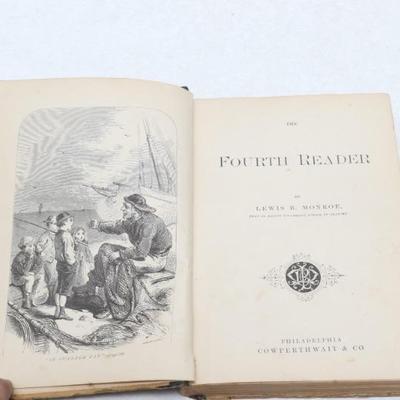 THE
FOURTH READER
BY
LEWIS B. MONROE,
PHILADELPHIA
COWPERTHWAIT & CO.